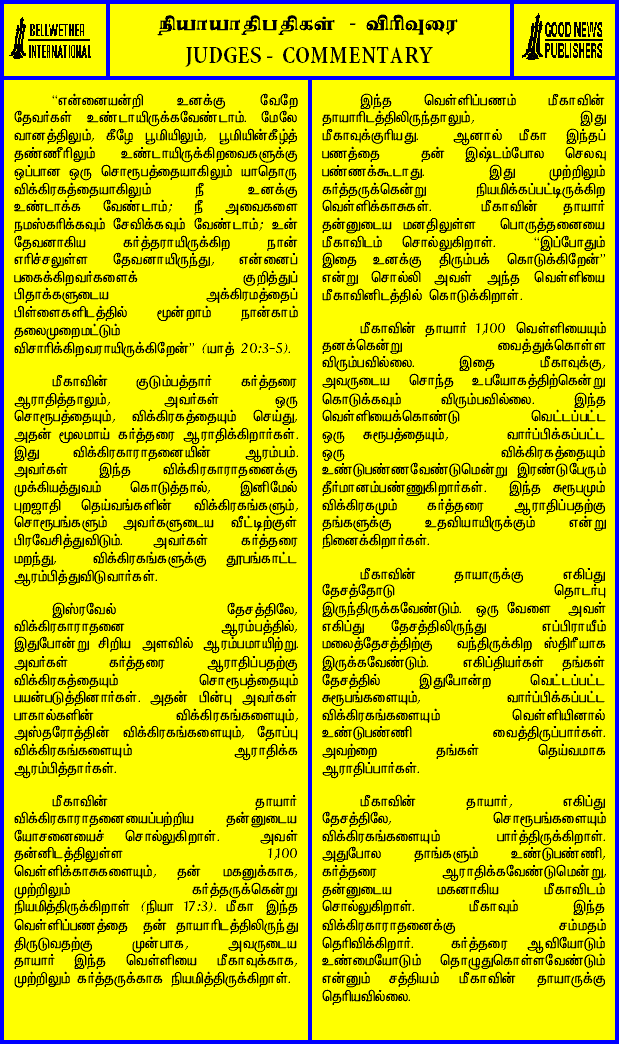 BELLWETHER
INTERNATIONAL
நியாயாதிபதிகள் - விரிவுரை
JUDGES - COMMENTARY
GOOD NEWS
PUBLISHERS
“என்னையன்றி உனக்கு வேறே
தேவர்கள் உண்டாயிருக்கவேண்டாம். மேலே
வானத்திலும், கீழே பூமியிலும், பூமியின்கீழ்த்
தண்ணீரிலும் உண்டாயிருக்கிறவைகளுக்கு
ஒப்பான ஒரு சொரூபத்தையாகிலும் யாதொரு
விக்கிரகத்தையாகிலும் நீ உனக்கு
உண்டாக்க வேண்டாம்; நீ அவைகளை
நமஸ்கரிக்கவும் சேவிக்கவும் வேண்டாம்; உன்
தேவனாகிய கர்த்தராயிருக்கிற நான்
எரிச்சலுள்ள தேவனாயிருந்து, என்னைப்
பகைக்கிறவர்களைக் குறித்துப்
பிதாக்களுடைய அக்கிரமத்தைப்
பிள்ளைகளிடத்தில் மூன்றாம் நான்காம்
தலைமுறைமட்டும்
விசாரிக்கிறவராயிருக்கிறேன்” (யாத் 20:3-5).
மீகாவின் குடும்பத்தார் கர்த்தரை
ஆராதித்தாலும், அவர்கள் ஒரு
சொரூபத்தையும், விக்கிரகத்தையும் செய்து,
அதன் மூலமாய் கர்த்தரை ஆராதிக்கிறார்கள்.
இது விக்கிரகாராதனையின் ஆரம்பம்.
அவர்கள் இந்த விக்கிரகாராதனைக்கு
முக்கியத்துவம் கொடுத்தால், இனிமேல்
புறஜாதி தெய்வங்களின் விக்கிரகங்களும்,
சொரூபங்களும் அவர்களுடைய வீட்டிற்குள்
பிரவேசித்துவிடும். அவர்கள் கர்த்தரை
மறந்து, விக்கிரகங்களுக்கு தூபங்காட்ட
ஆரம்பித்துவிடுவார்கள்.
இஸ்ரவேல் தேசத்திலே,
விக்கிரகாராதனை ஆரம்பத்தில்,
இதுபோன்று சிறிய அளவில் ஆரம்பமாயிற்று.
அவர்கள் கர்த்தரை ஆராதிப்பதற்கு
விக்கிரகத்தையும் சொரூபத்தையும்
பயன்படுத்தினார்கள். அதன் பின்பு அவர்கள்
பாகால்களின் விக்கிரகங்களையும்,
அஸ்தரோத்தின் விக்கிரகங்களையும், தோப்பு
விக்கிரகங்களையும் ஆராதிக்க
ஆரம்பித்தார்கள்.
மீகாவின் தாயார்
விக்கிரகாராதனையைப்பற்றிய தன்னுடைய
யோசனையைச் சொல்லுகிறாள். அவள்
தன்னிடத்திலுள்ள 1,100
வெள்ளிக்காசுகளையும், தன் மகனுக்காக,
முற்றிலும் கர்த்தருக்கென்று
நியமித்திருக்கிறாள் (நியா 17:3). மீகா இந்த
வெள்ளிப்பணத்தை தன் தாயாரிடத்திலிருந்து
திருடுவதற்கு முன்பாக, அவருடைய
தாயார் இந்த வெள்ளியை மீகாவுக்காக,
முற்றிலும் கர்த்தருக்காக நியமித்திருக்கிறாள்.
இந்த வெள்ளிப்பணம் மீகாவின்
தாயாரிடத்திலிருந்தாலும், இது
மீகாவுக்குரியது. ஆனால் மீகா இந்தப்
பணத்தை தன் இஷ்டம்போல செலவு
பண்ணக்கூடாது. இது முற்றிலும்
கர்த்தருக்கென்று நியமிக்கப்பட்டிருக்கிற
வெள்ளிக்காசுகள். மீகாவின் தாயார்
தன்னுடைய மனதிலுள்ள பொருத்தனையை
மீகாவிடம் சொல்லுகிறாள். “இப்போதும்
இதை உனக்கு திரும்பக் கொடுக்கிறேன்”
என்று சொல்லி அவள் அந்த வெள்ளியை
மீகாவினிடத்தில் கொடுக்கிறாள்.
மீகாவின் தாயார் 1,100 வெள்ளியையும்
தனக்கென்று வைத்துக்கொள்ள
விரும்பவில்லை. இதை மீகாவுக்கு,
அவருடைய சொந்த உபயோகத்திற்கென்று
கொடுக்கவும் விரும்பவில்லை. இந்த
வெள்ளியைக்கொண்டு வெட்டப்பட்ட
ஒரு சுரூபத்தையும், வார்ப்பிக்கப்பட்ட
ஒரு விக்கிரகத்தையும்
உண்டுபண்ணவேண்டுமென்று இரண்டுபேரும்
தீர்மானம்பண்ணுகிறார்கள். இந்த சுரூபமும்
விக்கிரகமும் கர்த்தரை ஆராதிப்பதற்கு
தங்களுக்கு உதவியாயிருக்கும் என்று
நினைக்கிறார்கள்.
மீகாவின் தாயாருக்கு எகிப்து
தேசத்தோடு தொடர்பு
இருந்திருக்கவேண்டும். ஒரு வேளை அவள்
எகிப்து தேசத்திலிருந்து எப்பிராயீம்
மலைத்தேசத்திற்கு வந்திருக்கிற ஸ்திரீயாக
இருக்கவேண்டும். எகிப்தியர்கள் தங்கள்
தேசத்தில் இதுபோன்ற வெட்டப்பட்ட
சுரூபங்களையும், வார்ப்பிக்கப்பட்ட
விக்கிரகங்களையும் வெள்ளியினால்
உண்டுபண்ணி வைத்திருப்பார்கள்.
அவற்றை தங்கள் தெய்வமாக
ஆராதிப்பார்கள்.
மீகாவின் தாயார், எகிப்து
தேசத்திலே, சொரூபங்களையும்
விக்கிரகங்களையும் பார்த்திருக்கிறாள்.
அதுபோல தாங்களும் உண்டுபண்ணி,
கர்த்தரை ஆராதிக்கவேண்டுமென்று,
தன்னுடைய மகனாகிய மீகாவிடம்
சொல்லுகிறாள். மீகாவும் இந்த
விக்கிரகாராதனைக்கு சம்மதம்
தெரிவிக்கிறார். கர்த்தரை ஆவியோடும்
உண்மையோடும் தொழுதுகொள்ளவேண்டும்
என்னும் சத்தியம் மீகாவின் தாயாருக்கு
தெரியவில்லை.